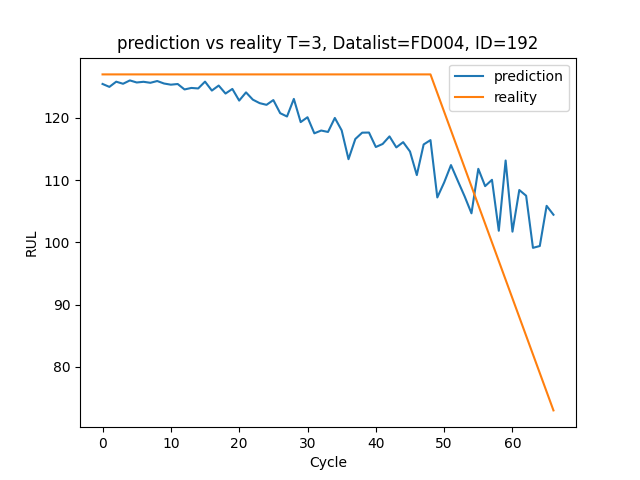 prediction vs reality T=3, Datalist=FD004, ID=192
prediction
reality
RUL
120
110
100
90
80
0 10 20 30 40 50 60
Cycle